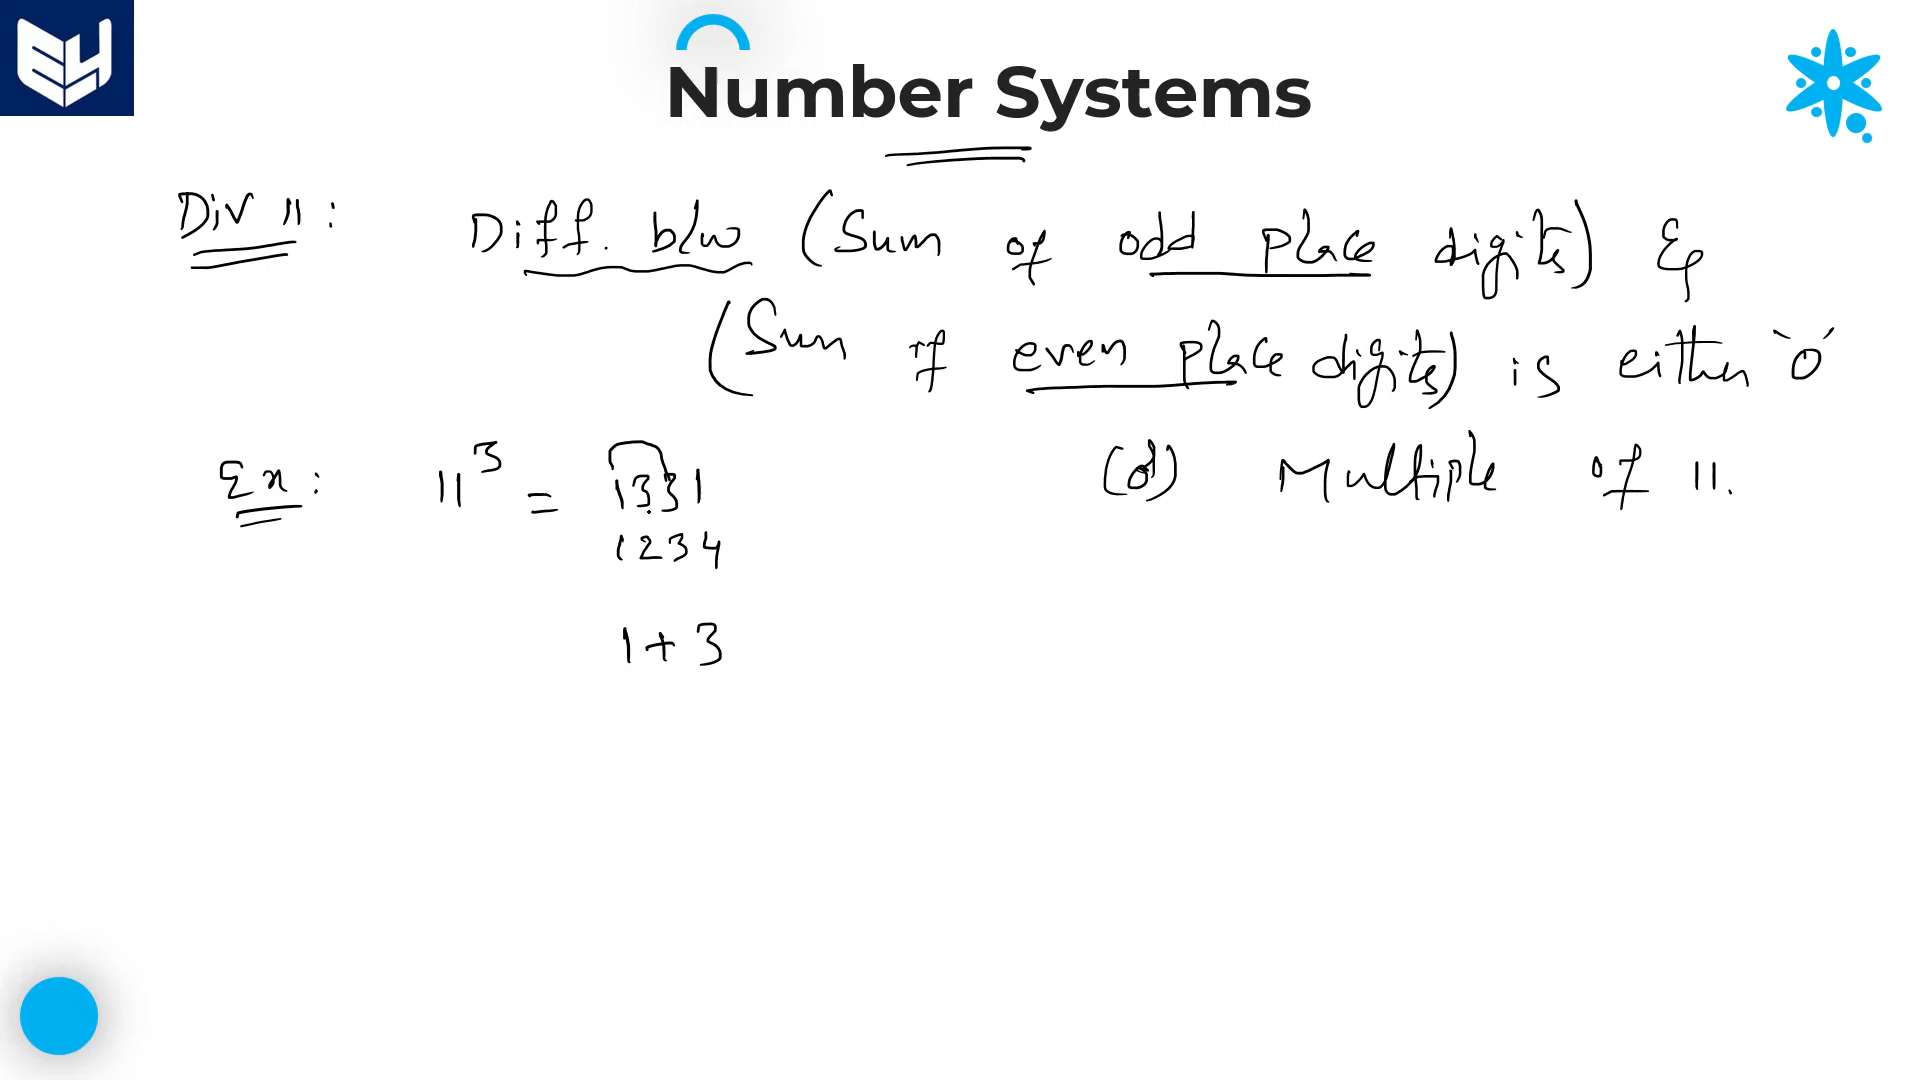 Number Systems
Div 11: Diff. b/w (Sum of odd place digits) &
(Sum of even place digits) is either '0'
(or) Multiple of 11.
Ex: 11³ = 1331
1234
1+3